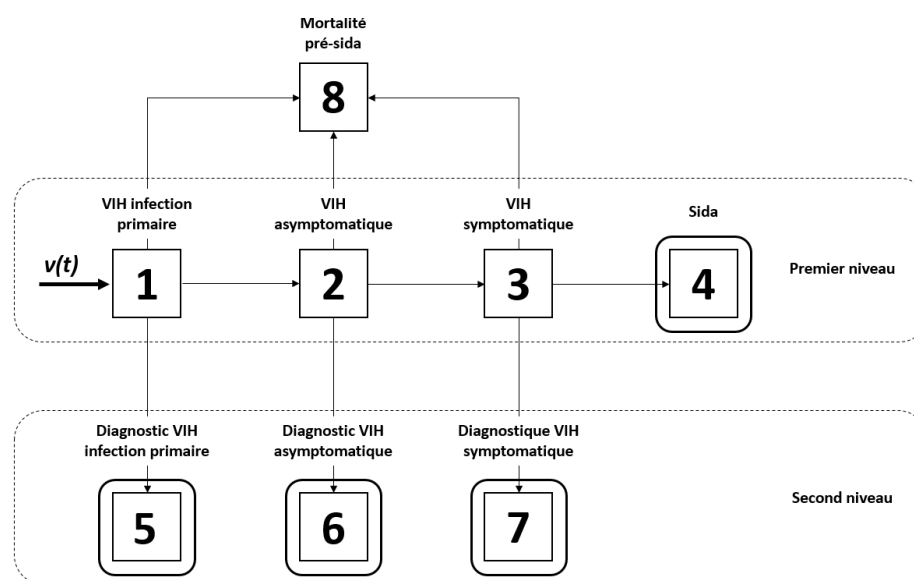 Mortalité
pré-sida
8
VIH infection
primaire
VIH
asymptomatique
VIH
symptomatique
Sida
v(t)
1
2
3
4
Premier niveau
Diagnostic VIH
infection primaire
Diagnostic VIH
asymptomatique
Diagnostique VIH
symptomatique
5
6
7
Second niveau